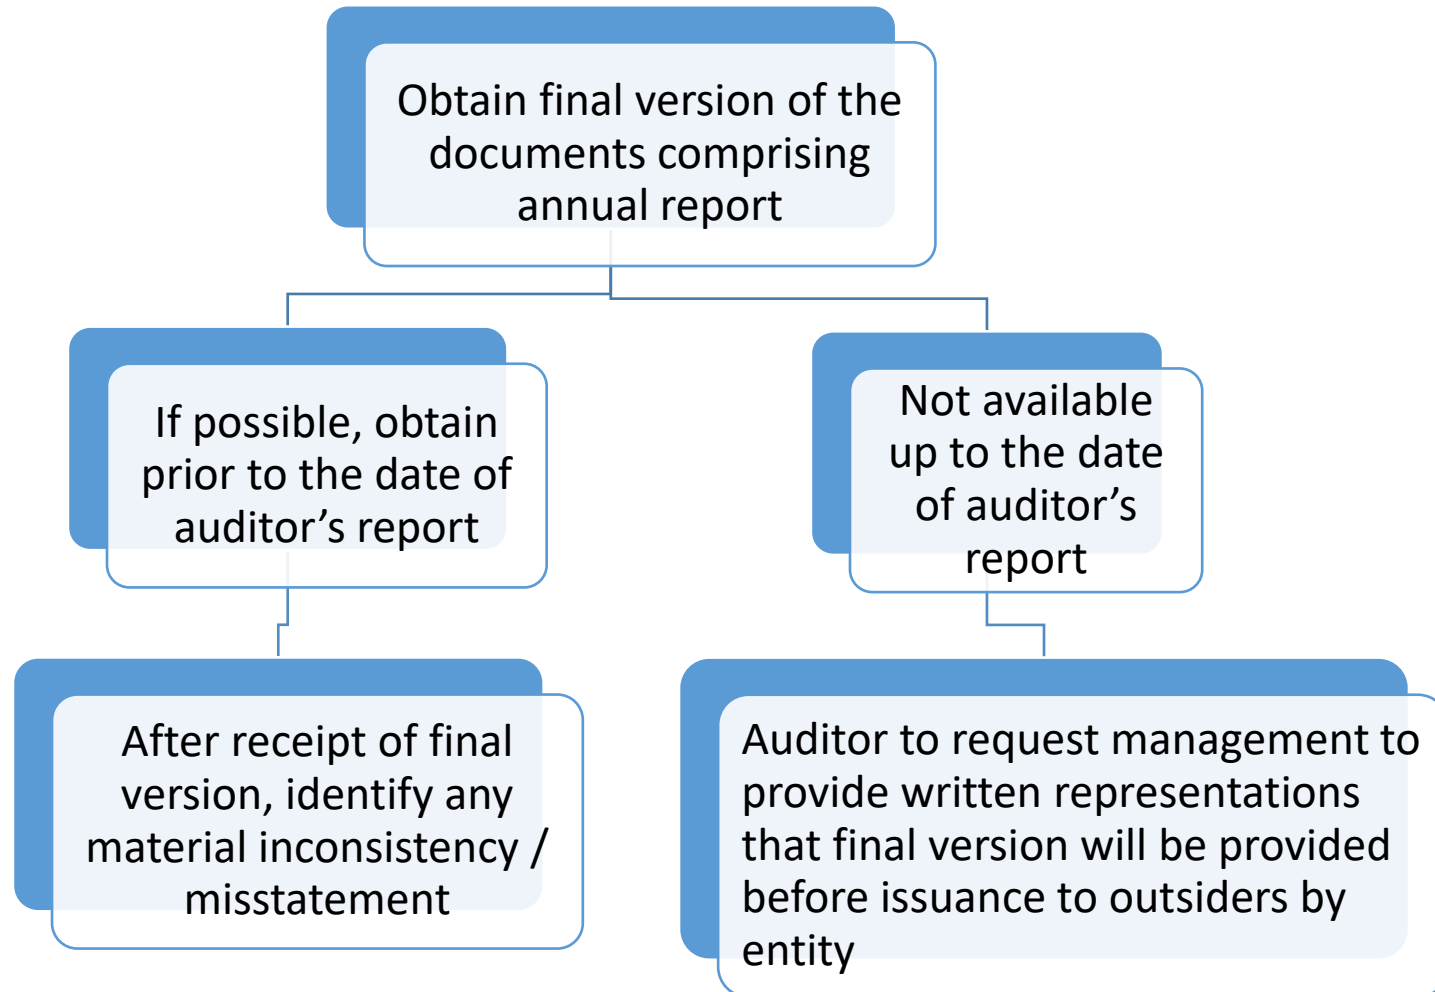 Obtain final version of the
documents comprising
annual report
If possible, obtain
prior to the date of
auditor’s report
Not available
up to the date
of auditor’s
report
After receipt of final
version, identify any
material inconsistency /
misstatement
Auditor to request management to
provide written representations
that final version will be provided
before issuance to outsiders by
entity